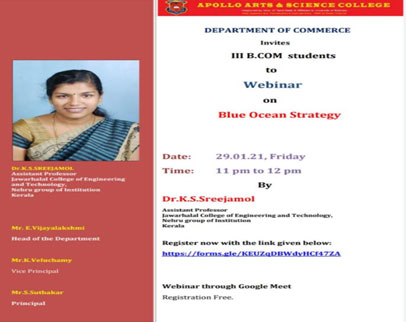 Dr.K.S.SREEJAMOL
Assistant Professor
Jawarhalal College of Engineering
and Technology,
Nehru group of Institution
Kerala
Mr. E.Vijayalakshmi
Head of the Department
Mr.K.Veluchamy
Vice Principal
Mr.S.Suthakar
Principal
APOLLO ARTS & SCIENCE COLLEGE
DEPARTMENT OF COMMERCE
Invites
III B.COM students
to
Webinar
on
Blue Ocean Strategy
Date: 29.01.21, Friday
Time: 11 pm to 12 pm
By
Dr.K.S.Sreejamol
Assistant Professor
Jawarhalal College of Engineering and Technology,
Nehru group of Institution
Kerala
Register now with the link given below:
https://forms.gle/KEUZqDBWdyHCf47ZA
Webinar through Google Meet
Registration Free.